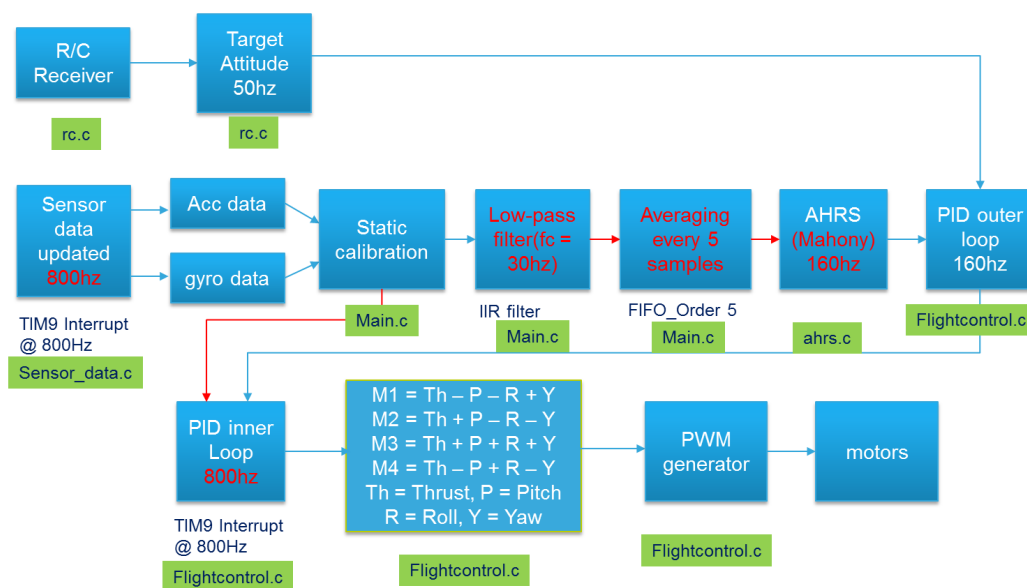 R/C
Receiver
Target
Attitude
50hz
rc.c
rc.c
Sensor
data
updated
800hz
Acc data
gyro data
Static
calibration
Low-pass
filter(fc =
30hz)
Averaging
every 5
samples
AHRS
(Mahony)
160hz
PID outer
loop
160hz
TIM9 Interrupt
@ 800Hz
Sensor_data.c
Main.c
IIR filter
Main.c
FIFO_Order 5
Main.c
ahrs.c
Flightcontrol.c
PID inner
Loop
800hz
M1 = Th – P – R + Y
M2 = Th + P – R – Y
M3 = Th + P + R + Y
M4 = Th – P + R – Y
Th = Thrust, P = Pitch
R = Roll, Y = Yaw
PWM
generator
motors
TIM9 Interrupt
@ 800Hz
Flightcontrol.c
Flightcontrol.c
Flightcontrol.c